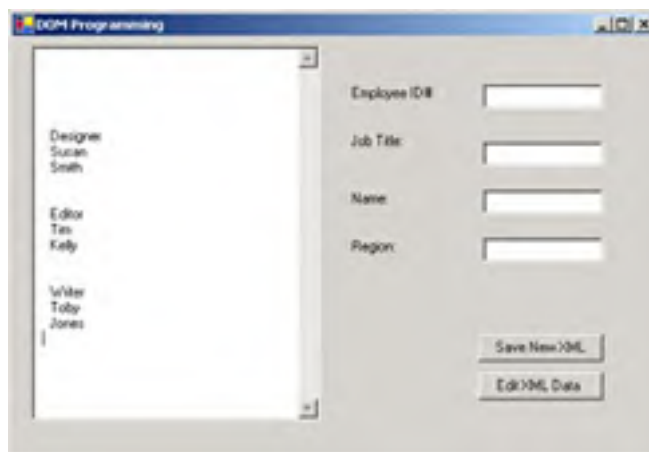 DOM Programming
Designer
Susan
Smith
Editor
Tim
Kelly
Writer
Toby
Jones
Employee ID#
Job Title:
Name:
Region:
Save New XML
Edit XML Data